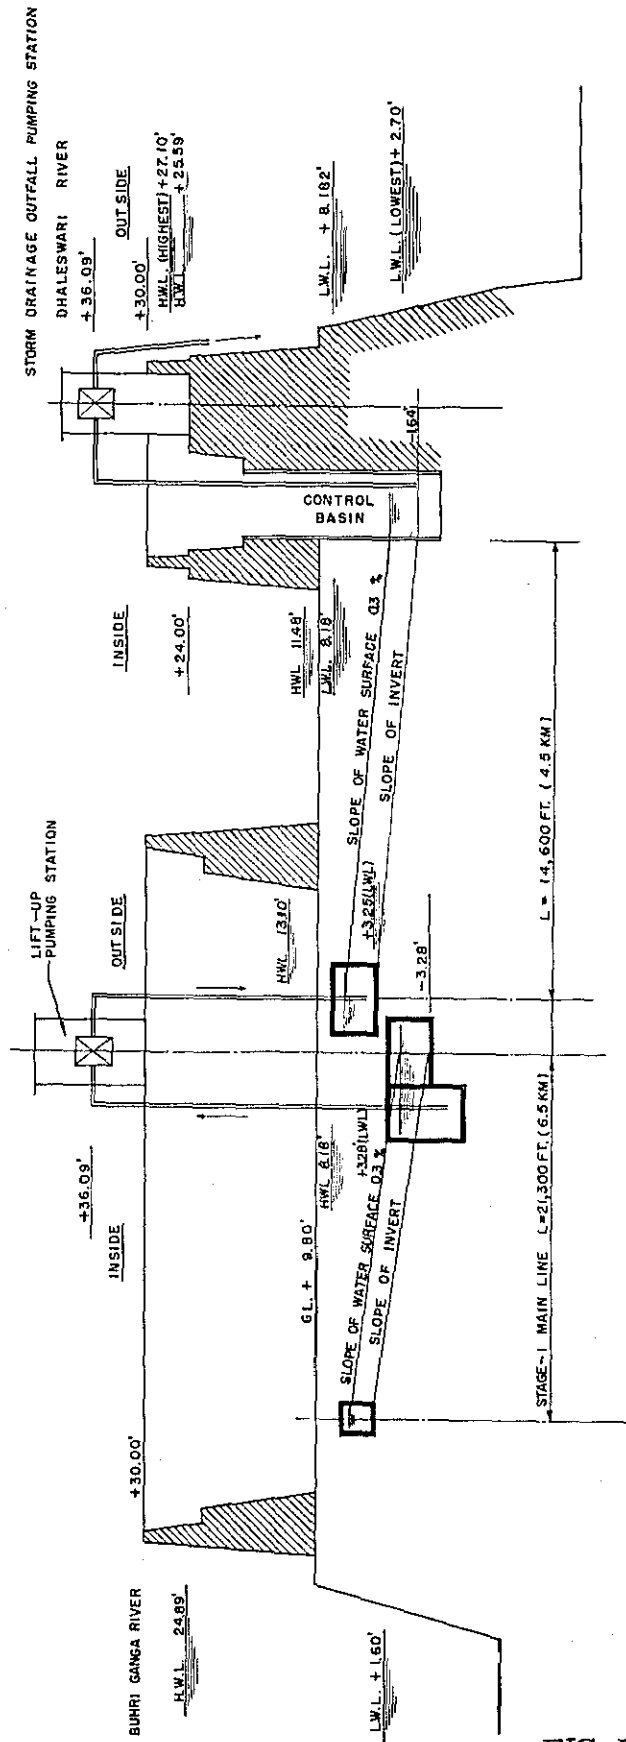 STORM DRAINAGE OUTFALL PUMPING STATION
DHALESWARI RIVER
+36.09'
OUT SIDE
+30.00'
HWL. (HIGHEST) +27.10'
H.W.L. +25.59'
L.W.L. +8.182'
L.W.L. (LOWEST) + 2.70'
-1.64'
CONTROL
BASIN
INSIDE
+24.00'
HWL 11.48'
L.W.L. 8.18'
SLOPE OF WATER SURFACE 0.3 ‰
SLOPE OF INVERT
L = 14,600 FT. ( 4.5 KM )
LIFT-UP
PUMPING STATION
OUT SIDE
HWL 13.10'
+3.25(LWL)
-3.28'
+36.09'
INSIDE
HWL 8.18'
+3.28(LWL)
GL. + 9.80'
SLOPE OF WATER SURFACE 0.3 ‰
SLOPE OF INVERT
STAGE-1 MAIN LINE L=21,300 FT. (6.5 KM)
+30.00'
BUHRI GANGA RIVER
H.W.L. 24.89'
L.W.L. +1.60'